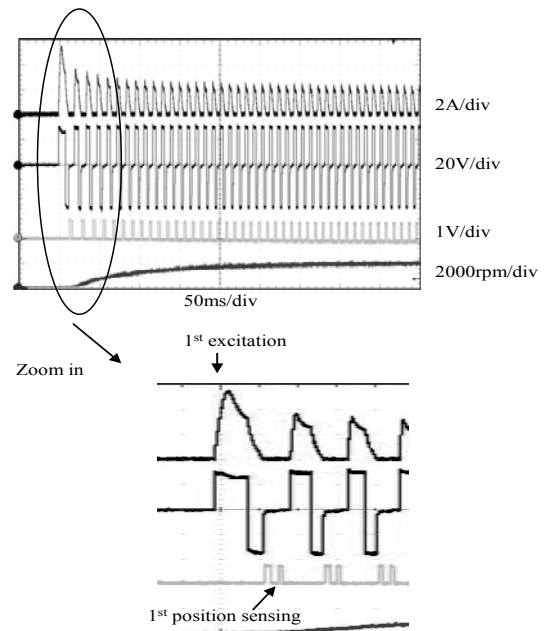 2A/div
20V/div
1V/div
2000rpm/div
50ms/div
1st excitation
Zoom in
1st position sensing